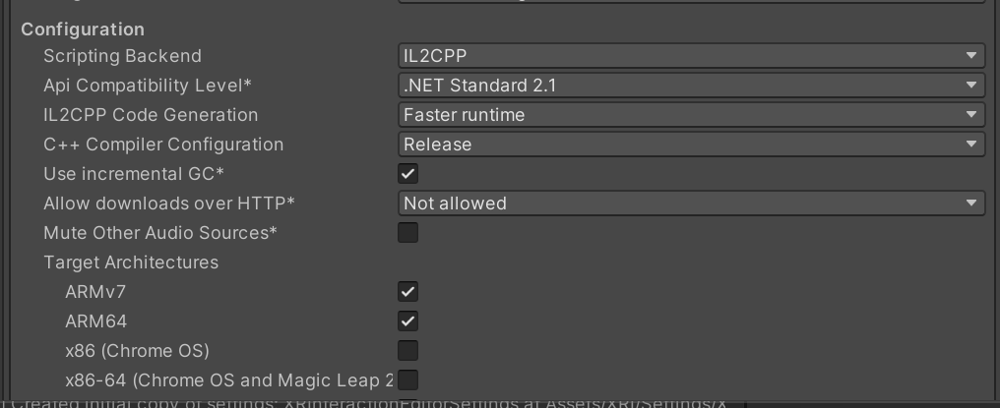 Configuration
Scripting Backend IL2CPP
Api Compatibility Level* .NET Standard 2.1
IL2CPP Code Generation Faster runtime
C++ Compiler Configuration Release
Use incremental GC*
Allow downloads over HTTP* Not allowed
Mute Other Audio Sources*
Target Architectures
ARMv7
ARM64
x86 (Chrome OS)
x86-64 (Chrome OS and Magic Leap 2
Created initial copy of settings: XRInteractionEditorSettings at Assets/XRI/Settings/X